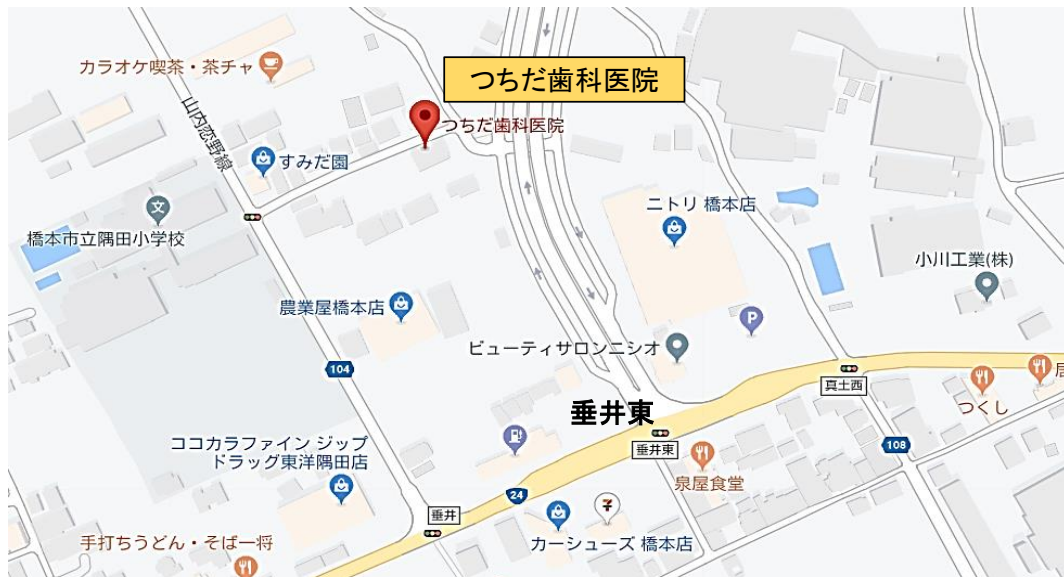 つちだ歯科医院
カラオケ喫茶・茶チャ
つちだ歯科医院
山内恋野線
すみだ園
文
ニトリ 橋本店
橋本市立隅田小学校
小川工業(株)
農業屋橋本店
P
ビューティサロンニシオ
104
真土西
居
つくし
垂井東
ココカラファイン ジップ
ドラッグ東洋隅田店
垂井東
108
泉屋食堂
24
垂井
カーシューズ 橋本店
手打ちうどん・そば一将